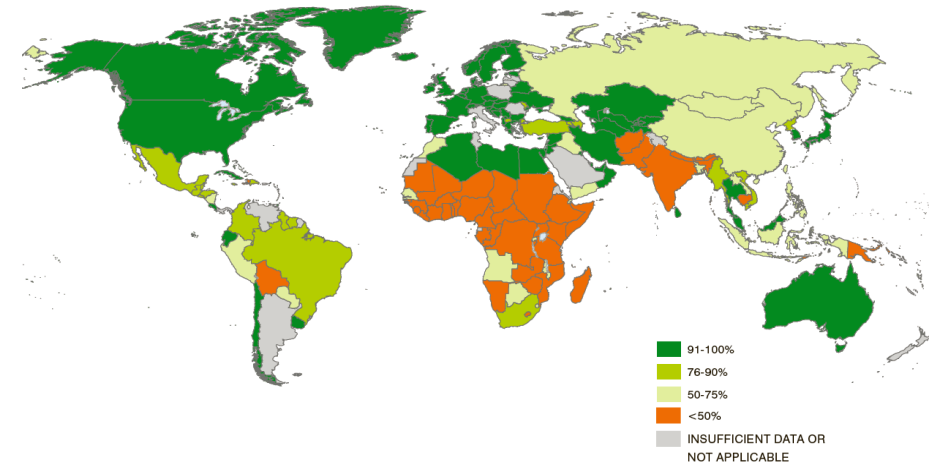 91-100%
76-90%
50-75%
<50%
INSUFFICIENT DATA OR
NOT APPLICABLE